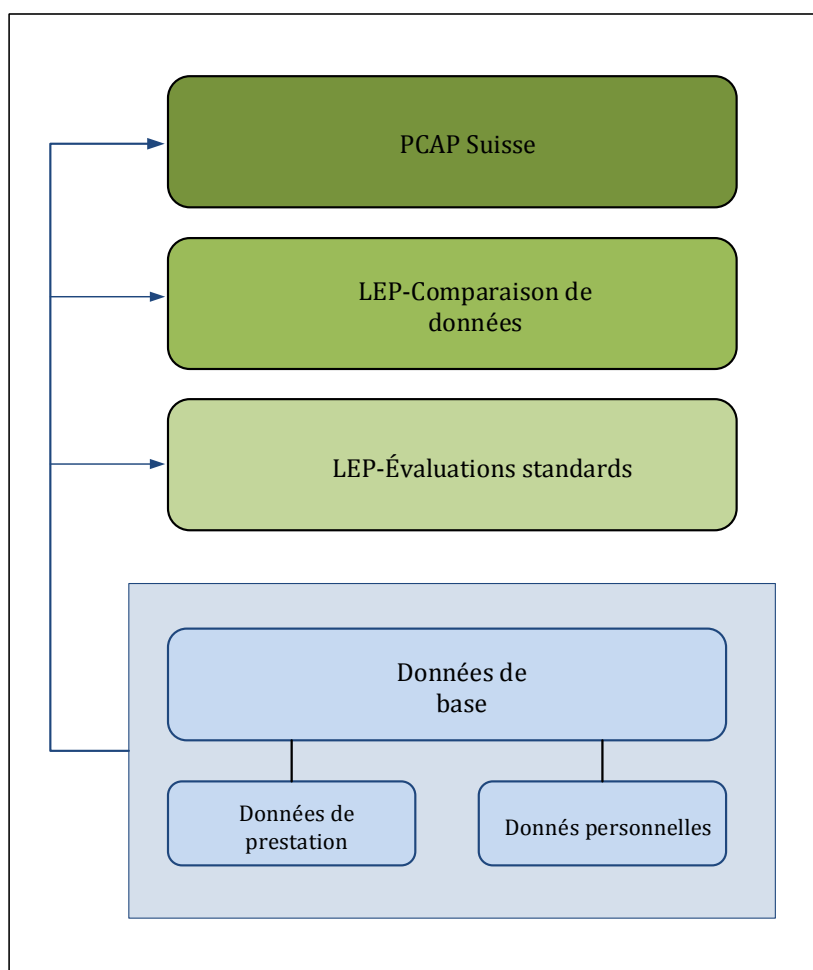 PCAP Suisse
LEP-Comparaison de
données
LEP-Évaluations standards
Données de
base
Données de
prestation
Donnés personnelles